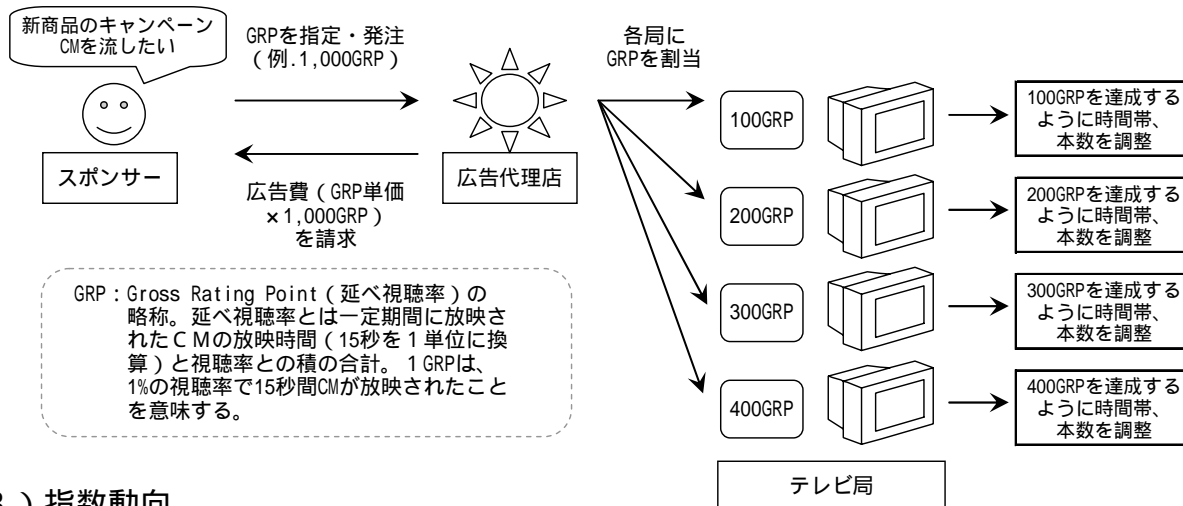 新商品のキャンペーン
CMを流したい
スポンサー
GRPを指定・発注
(例.1,000GRP)
広告費(GRP単価
×1,000GRP)
を請求
広告代理店
各局に
GRPを割当
100GRP
100GRPを達成する
ように時間帯、
本数を調整
200GRP
200GRPを達成する
ように時間帯、
本数を調整
300GRP
300GRPを達成する
ように時間帯、
本数を調整
400GRP
400GRPを達成する
ように時間帯、
本数を調整
テレビ局
GRP:Gross Rating Point(延べ視聴率)の
略称。延べ視聴率とは一定期間に放映さ
れたCMの放映時間(15秒を1単位に換
算)と視聴率との積の合計。1GRPは、
1%の視聴率で15秒間CMが放映されたこと
を意味する。
)指数動向